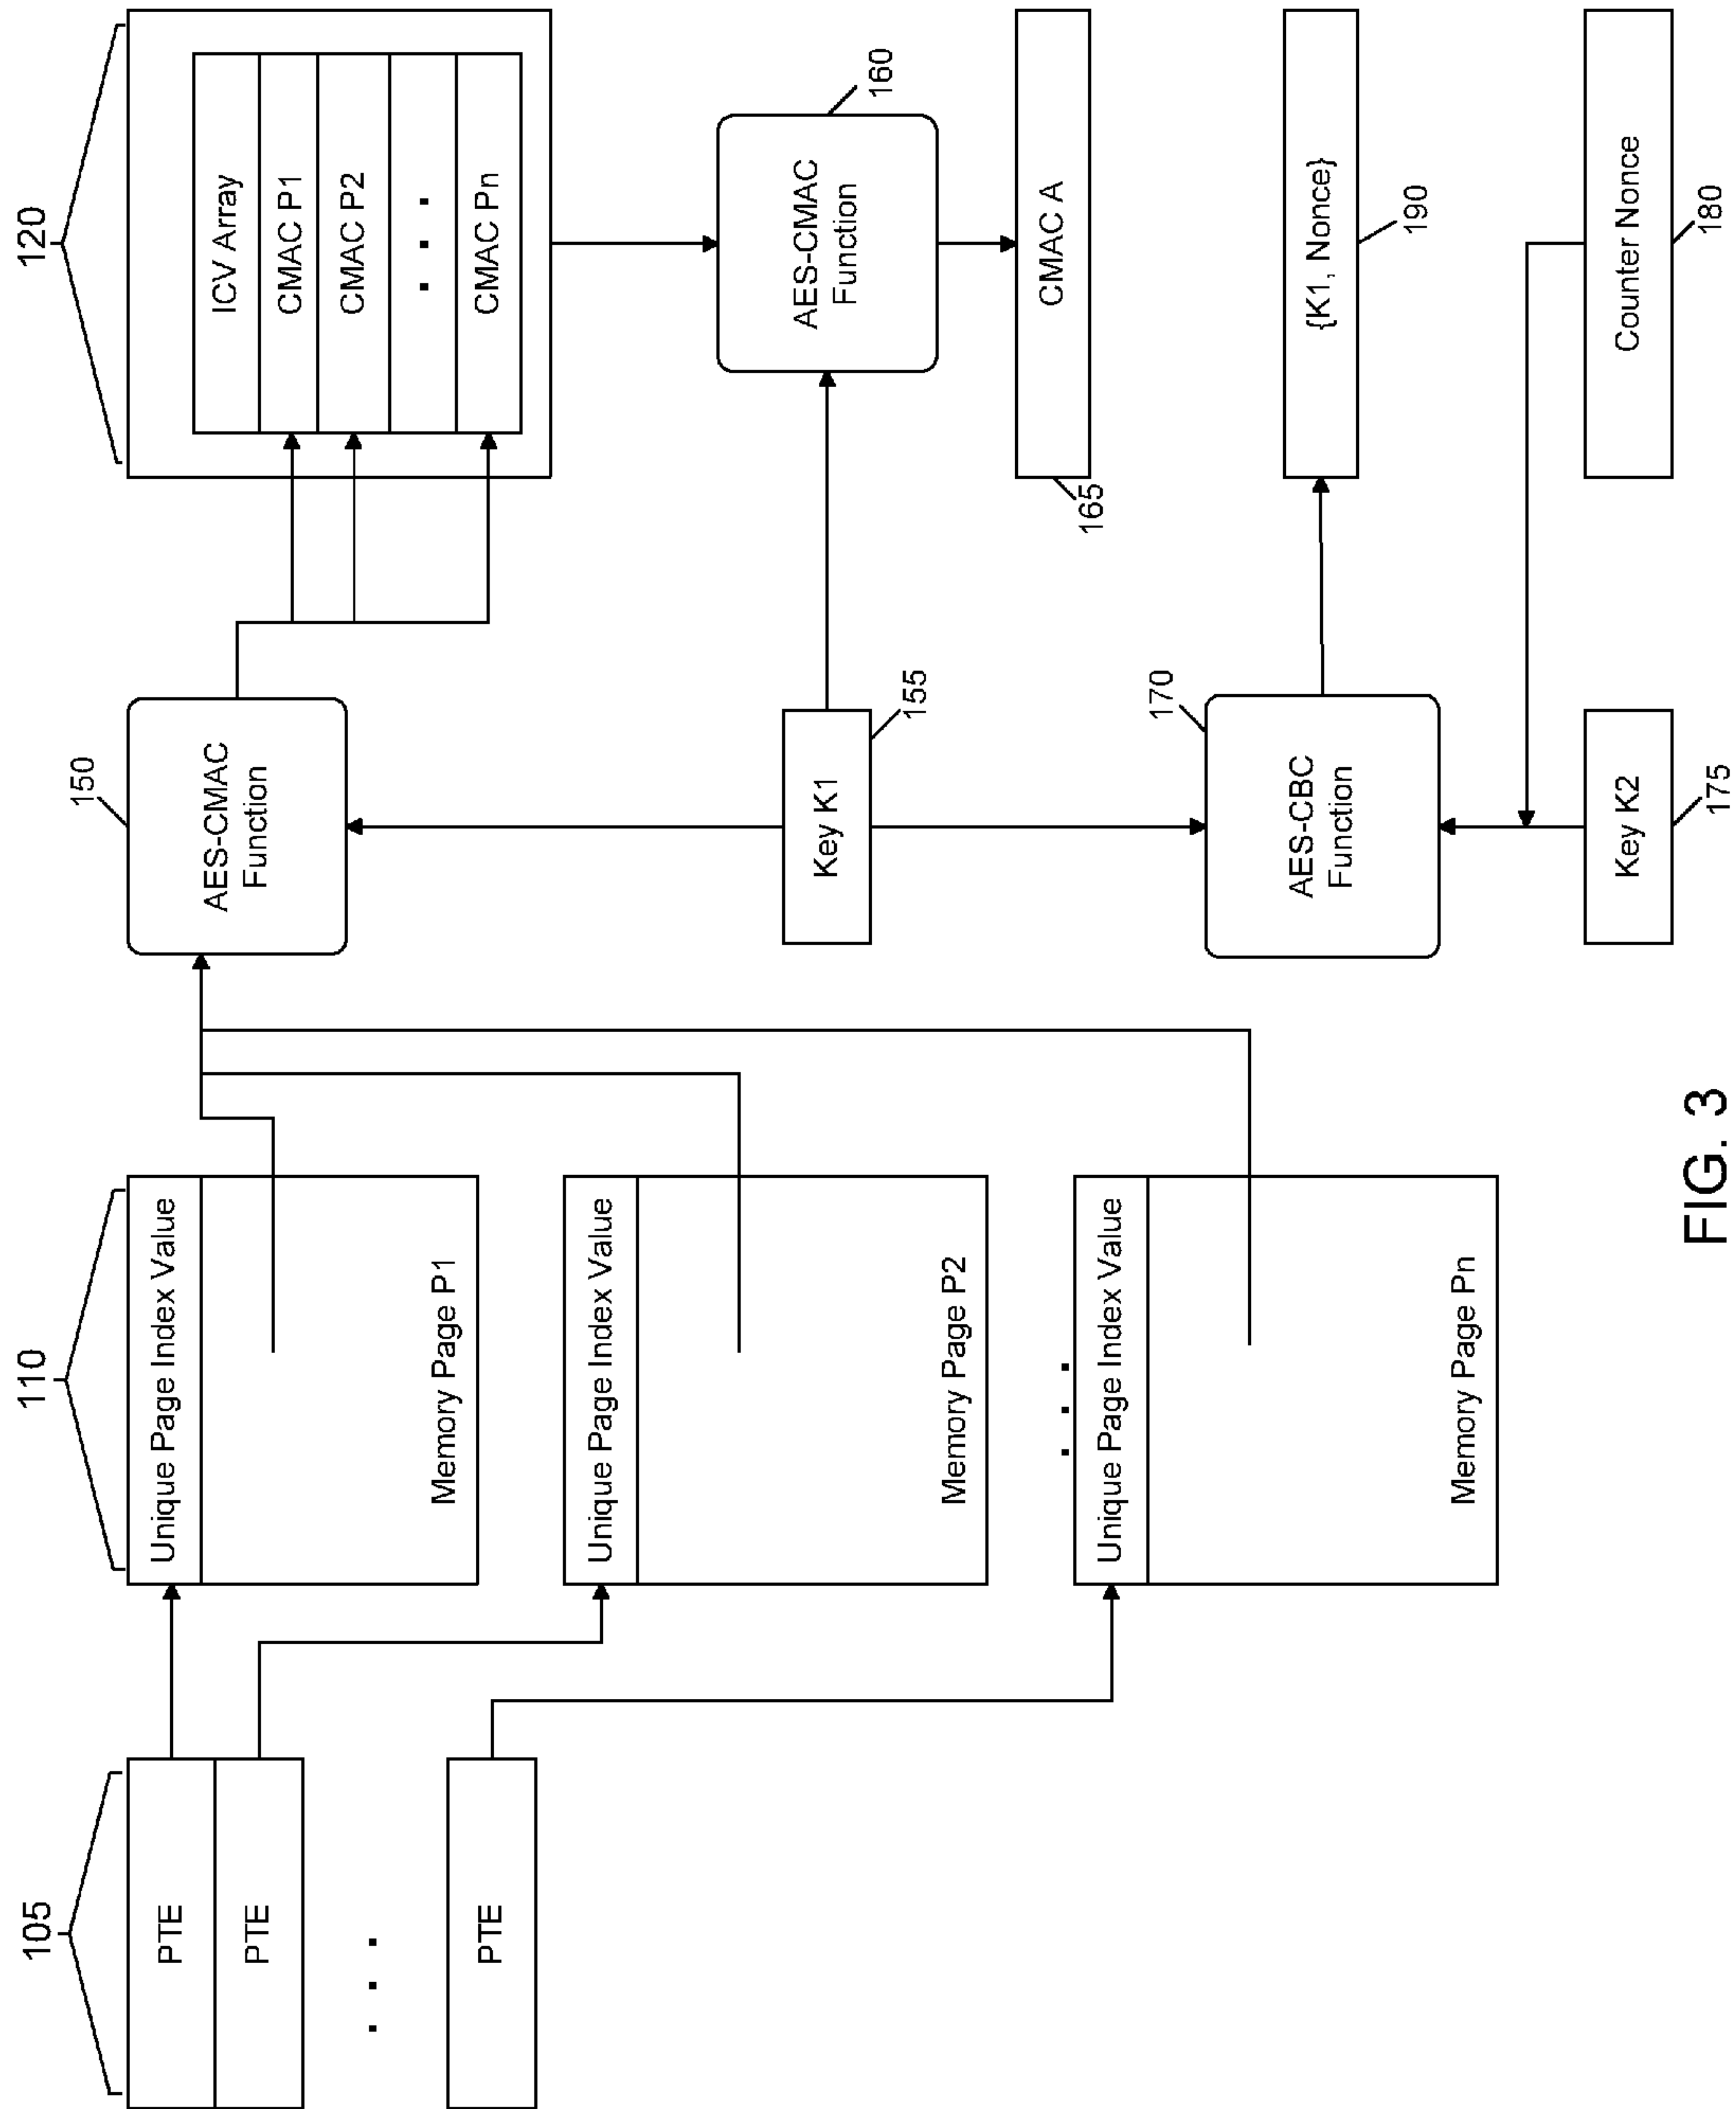 105
PTE
PTE
. . .
PTE
110
Unique Page Index Value
Memory Page P1
Unique Page Index Value
Memory Page P2
. . .
Unique Page Index Value
Memory Page Pn
150
AES-CMAC
Function
Key K1
155
170
AES-CBC
Function
Key K2
175
120
ICV Array
CMAC P1
CMAC P2
. . .
CMAC Pn
AES-CMAC
Function
160
CMAC A
165
{K1, Nonce}
190
Counter Nonce
180
FIG. 3